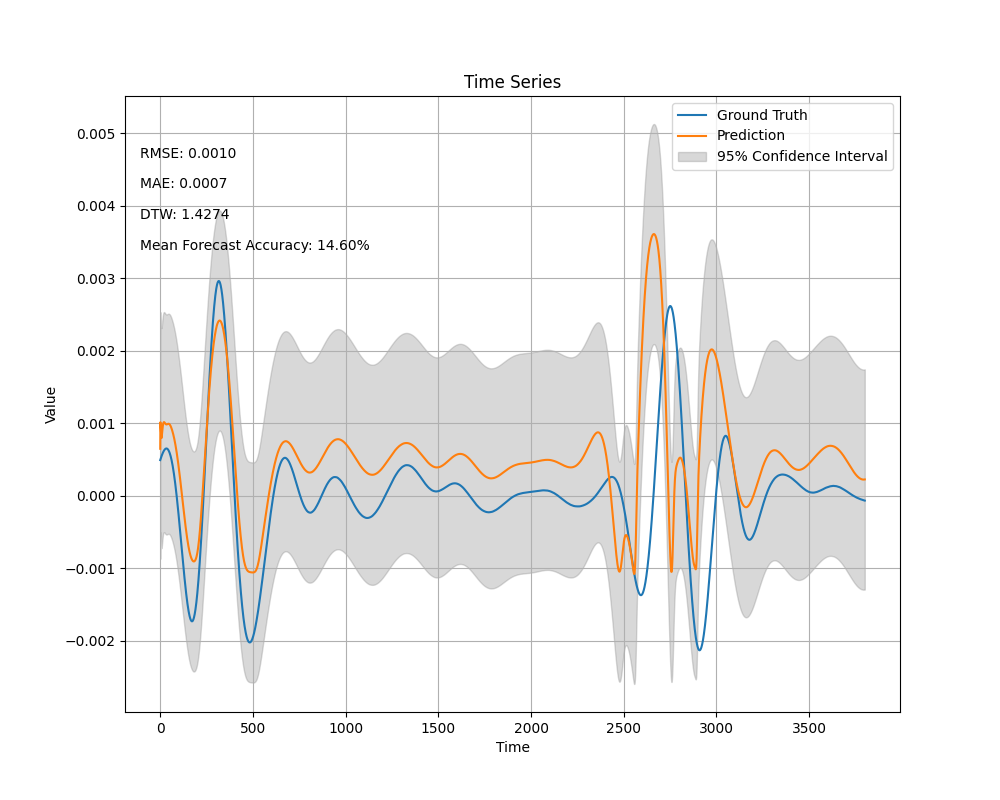 Time Series
Ground Truth
Prediction
95% Confidence Interval
RMSE: 0.0010
MAE: 0.0007
DTW: 1.4274
Mean Forecast Accuracy: 14.60%
Value
0.005
0.004
0.003
0.002
0.001
0.000
−0.001
−0.002
0 500 1000 1500 2000 2500 3000 3500
Time